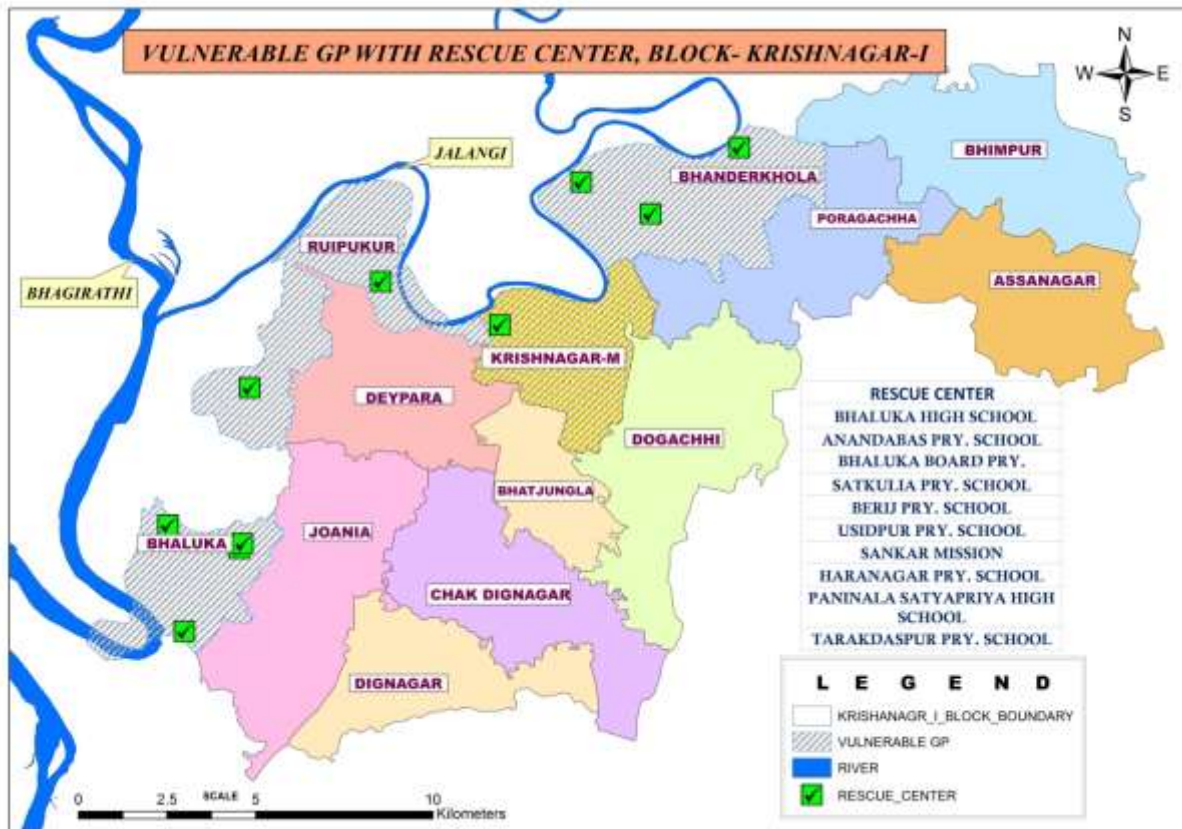 VULNERABLE GP WITH RESCUE CENTER, BLOCK- KRISHNAGAR-I
N
W E
S
JALANGI
BHIMPUR
BHANDERKHOLA
PORAGACHHA
RUIPUKUR
BHAGIRATHI
ASSANAGAR
KRISHNAGAR-M
DEYPARA
DOGACHHI
BHATJUNGLA
JOANIA
BHALUKA
CHAK DIGNAGAR
DIGNAGAR
RESCUE CENTER
BHALUKA HIGH SCHOOL
ANANDABAS PRY. SCHOOL
BHALUKA BOARD PRY.
SATKULIA PRY. SCHOOL
BERIJ PRY. SCHOOL
USIDPUR PRY. SCHOOL
SANKAR MISSION
HARANAGAR PRY. SCHOOL
PANINALA SATYAPRIYA HIGH
SCHOOL
TARAKDASPUR PRY. SCHOOL
L E G E N D
KRISHANAGR_I_BLOCK_BOUNDARY
VULNERABLE GP
RIVER
RESCUE_CENTER
0 2.5 SCALE 5 10
Kilometers